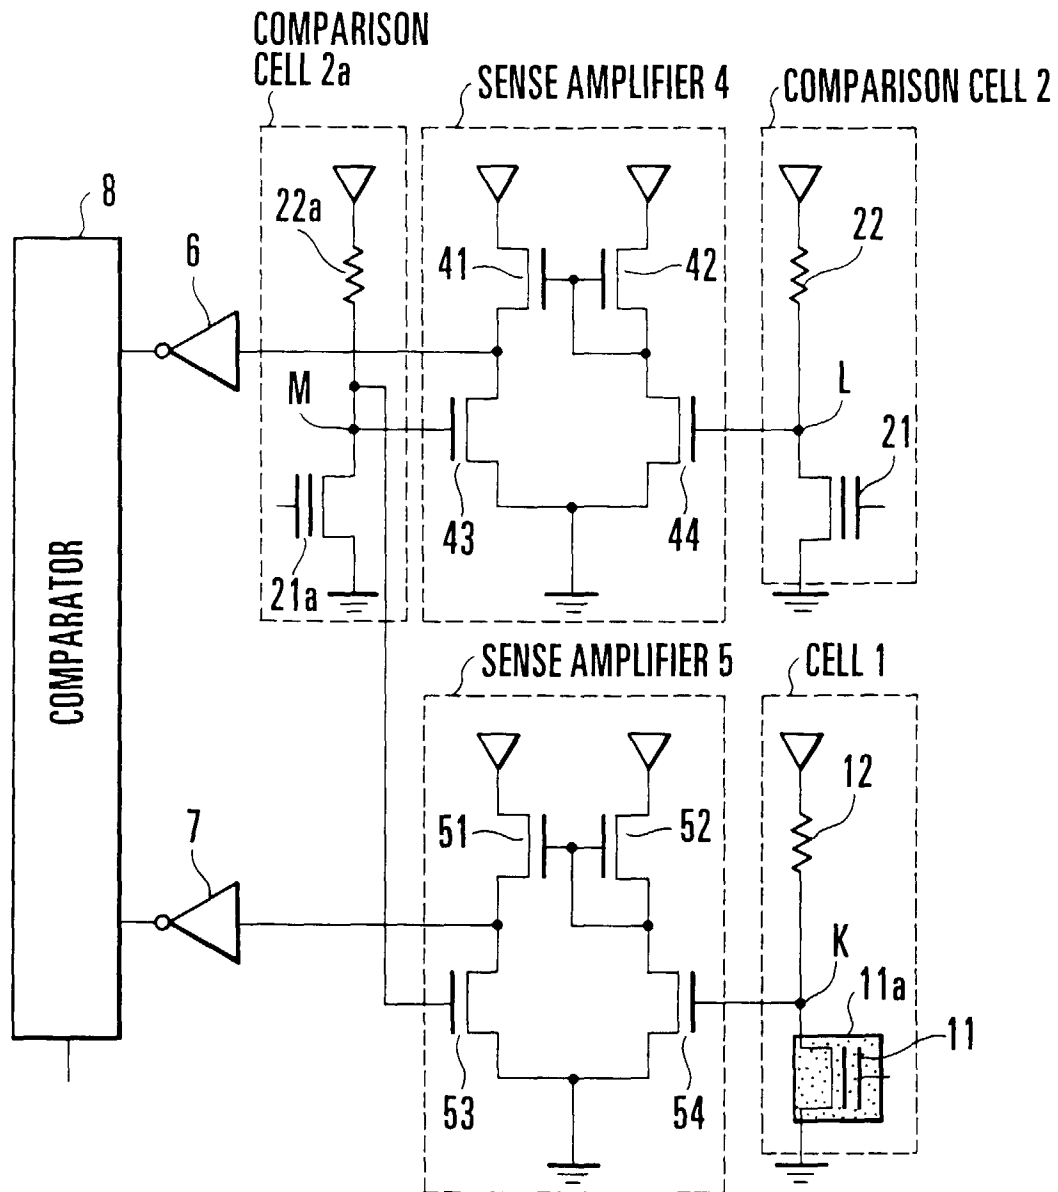 COMPARISON
CELL 2a
SENSE AMPLIFIER 4
COMPARISON CELL 2
8
6
22a
41
42
22
M
L
21
43
44
21a
COMPARATOR
SENSE AMPLIFIER 5
CELL 1
7
51
52
12
K
11a
11
53
54